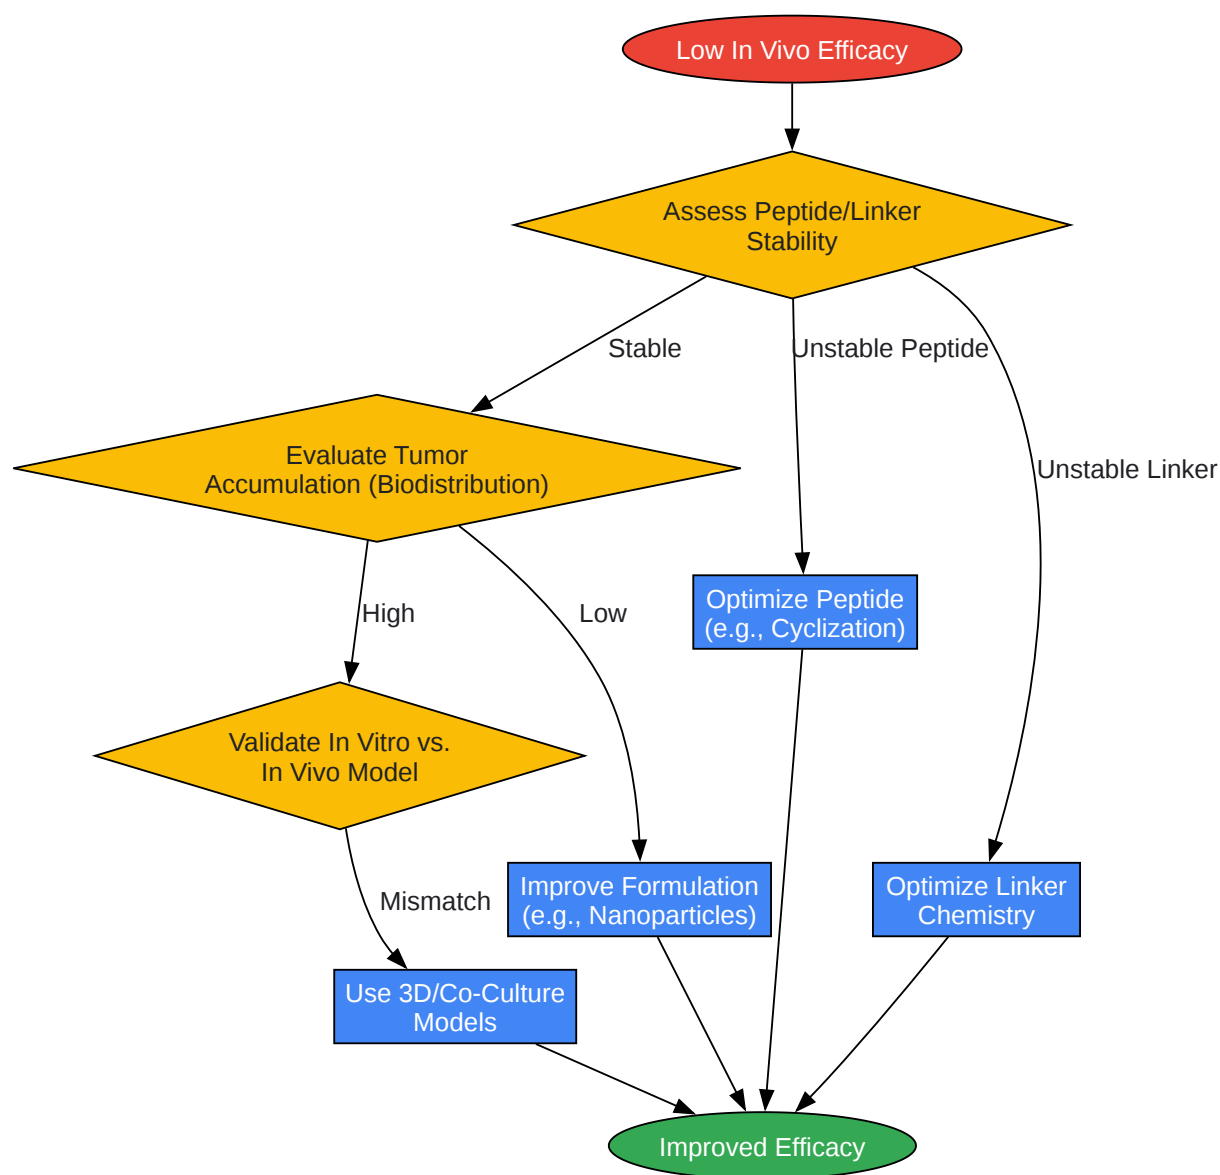 Low In Vivo Efficacy
Assess Peptide/Linker
Stability
Stable
Unstable Peptide
Evaluate Tumor
Accumulation (Biodistribution)
Unstable Linker
Optimize Peptide
(e.g., Cyclization)
High
Low
Validate In Vitro vs.
In Vivo Model
Mismatch
Improve Formulation
(e.g., Nanoparticles)
Optimize Linker
Chemistry
Use 3D/Co-Culture
Models
Improved Efficacy